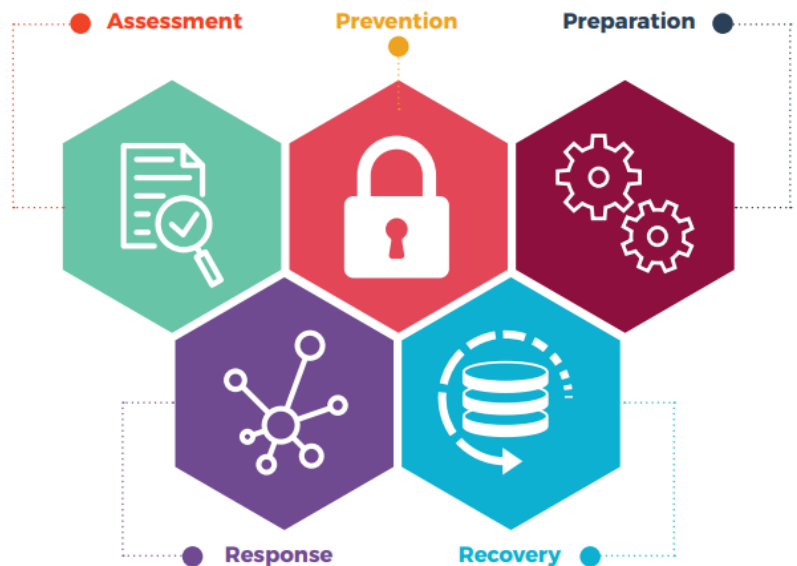 Assessment
Prevention
Preparation
Response
Recovery